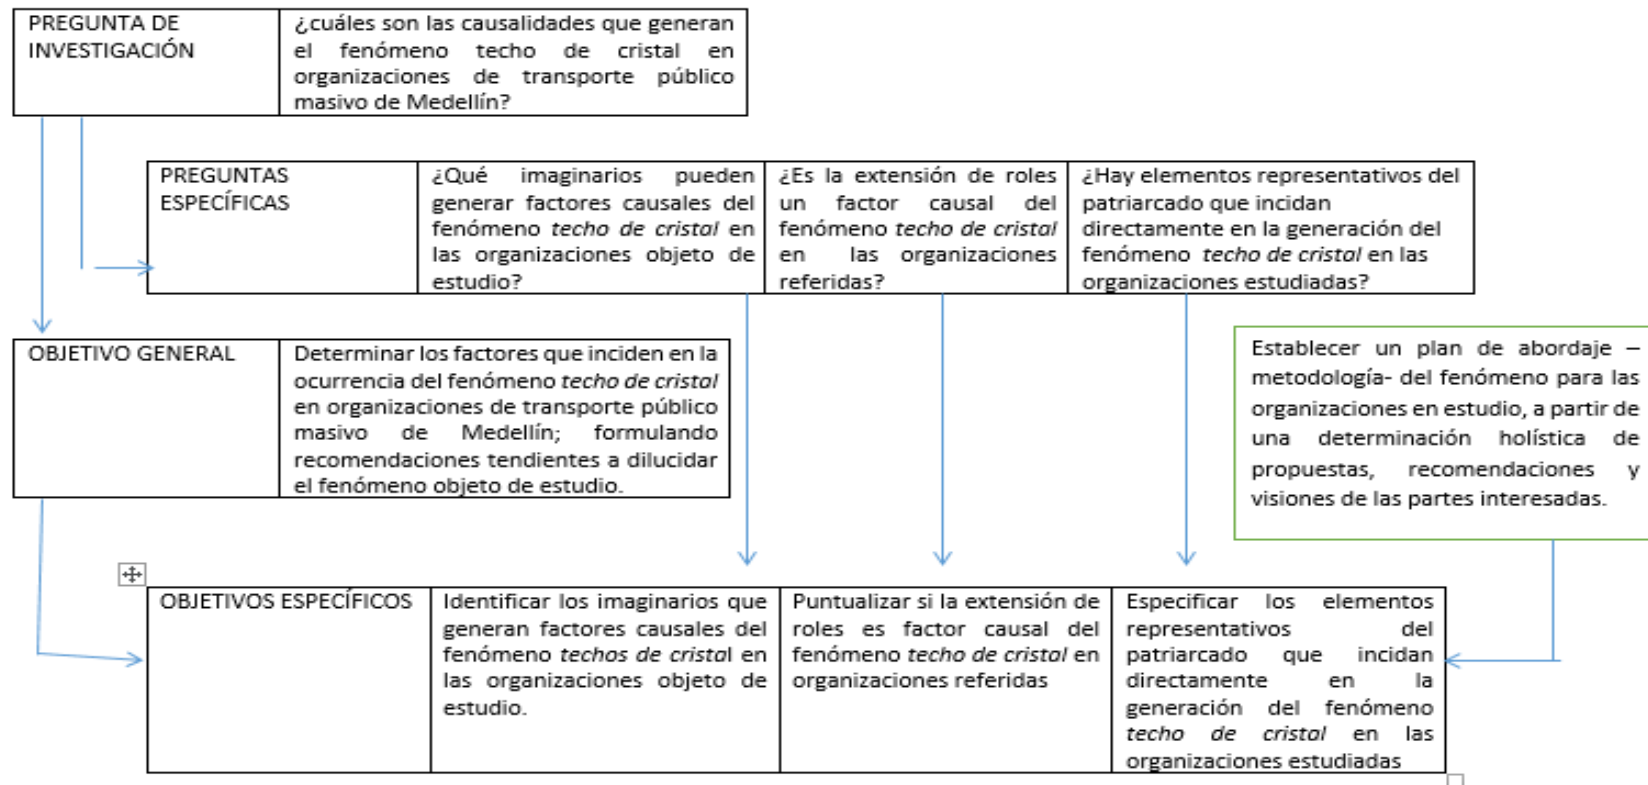 PREGUNTA DE
INVESTIGACIÓN
¿cuáles son las causalidades que generan
el fenómeno techo de cristal en
organizaciones de transporte público
masivo de Medellín?
PREGUNTAS
ESPECÍFICAS
¿Qué imaginarios pueden
generar factores causales del
fenómeno techo de cristal en
las organizaciones objeto de
estudio?
¿Es la extensión de roles
un factor causal del
fenómeno techo de cristal
en las organizaciones
referidas?
¿Hay elementos representativos del
patriarcado que incidan
directamente en la generación del
fenómeno techo de cristal en las
organizaciones estudiadas?
OBJETIVO GENERAL
Determinar los factores que inciden en la
ocurrencia del fenómeno techo de cristal
en organizaciones de transporte público
masivo de Medellín; formulando
recomendaciones tendientes a dilucidar
el fenómeno objeto de estudio.
Establecer un plan de abordaje –
metodología- del fenómeno para las
organizaciones en estudio, a partir de
una determinación holística de
propuestas, recomendaciones y
visiones de las partes interesadas.
OBJETIVOS ESPECÍFICOS
Identificar los imaginarios que
generan factores causales del
fenómeno techos de cristal en
las organizaciones objeto de
estudio.
Puntualizar si la extensión de
roles es factor causal del
fenómeno techo de cristal en
organizaciones referidas
Especificar los elementos
representativos del
patriarcado que incidan
directamente en la
generación del fenómeno
techo de cristal en las
organizaciones estudiadas